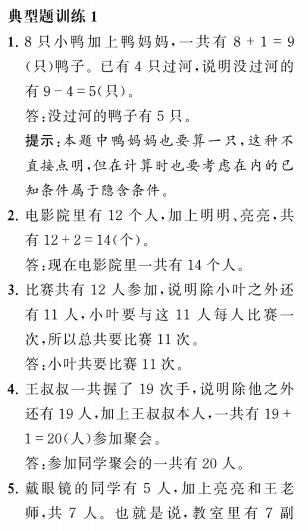 典型题训练 1
1. 8 只小鸭加上鸭妈妈,一共有 8 + 1 = 9
(只)鸭子。已有 4 只过河,说明没过河的
有 9 - 4 = 5(只)。
答:没过河的鸭子有 5 只。
提示:本题中鸭妈妈也要算一只,这种不
直接点明,但在计算时也要考虑在内的已
知条件属于隐含条件。
2. 电影院里有 12 个人,加上明明、亮亮,共
有 12 + 2 = 14(个)。
答:现在电影院里一共有 14 个人。
3. 比赛共有 12 人参加,说明除小叶之外还
有 11 人,小叶要与这 11 人每人比赛一
次,所以总共要比赛 11 次。
答:小叶共要比赛 11 次。
4. 王叔叔一共握了 19 次手,说明除他之外
还有 19 人,加上王叔叔本人,一共有 19 +
1 = 20(人)参加聚会。
答:参加同学聚会的一共有 20 人。
5. 戴眼镜的同学有 5 人,加上亮亮和王老
师,共 7 人。也就是说,教室里有 7 副